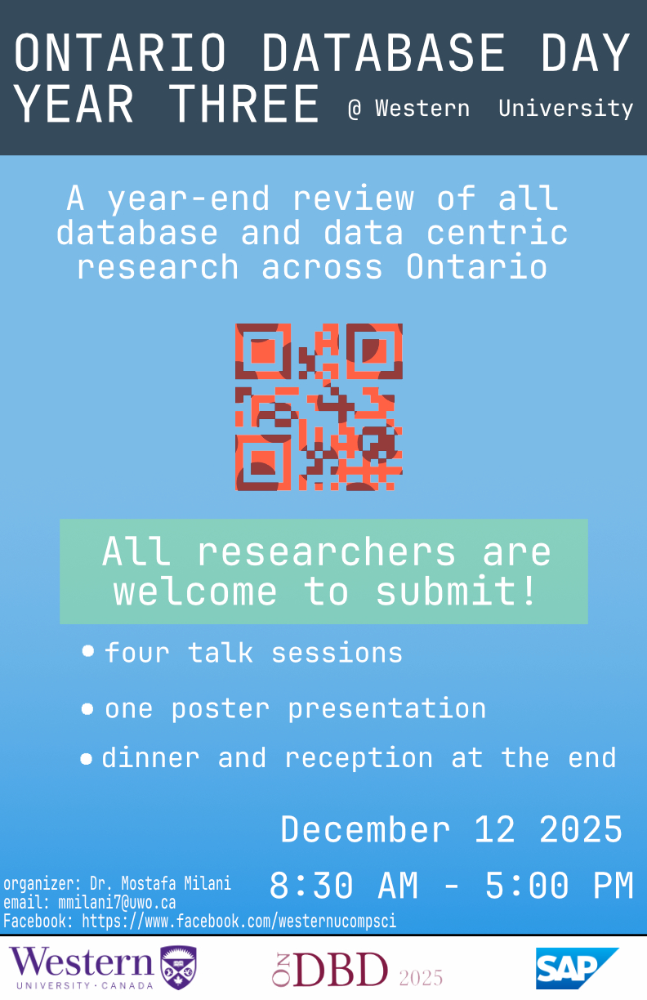 ONTARIO DATABASE DAY
YEAR THREE @ Western University
A year-end review of all
database and data centric
research across Ontario
All researchers are
welcome to submit!
• four talk sessions
• one poster presentation
• dinner and reception at the end
December 12 2025
8:30 AM - 5:00 PM
organizer: Dr. Mostafa Milani
email: mmilani7@uwo.ca
Facebook: https://www.facebook.com/westernucompsci
Western
UNIVERSITY · CANADA
ON DBD 2025
SAP